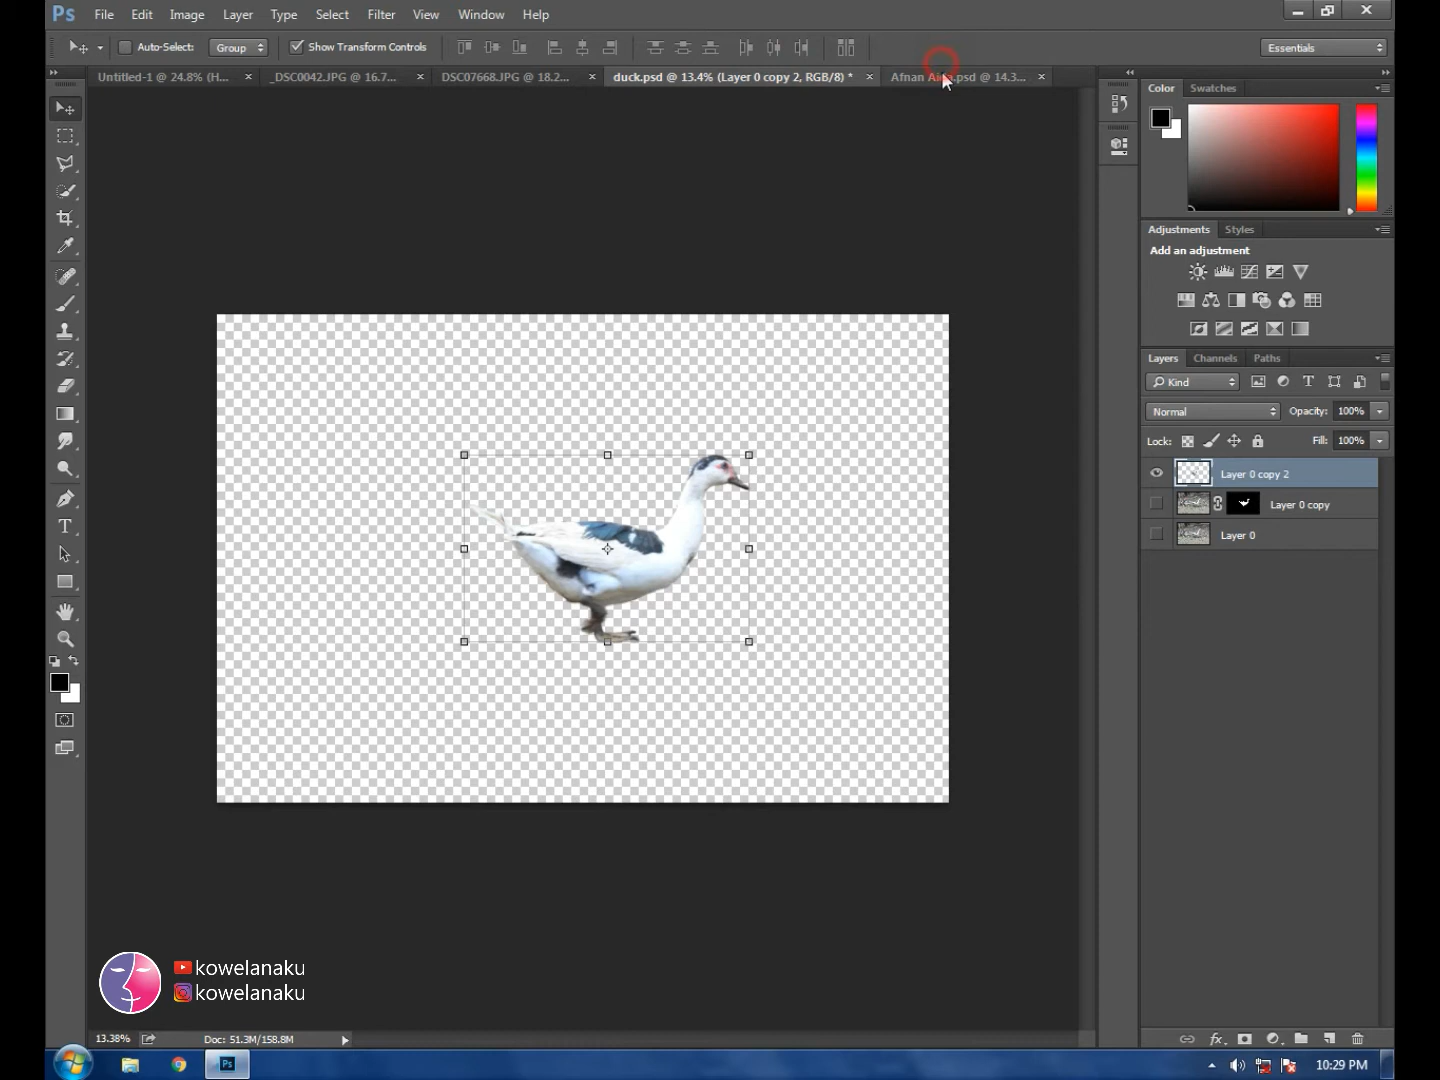 Ps File Edit Image Layer Type Select Filter View Window Help
Auto-Select: Group Show Transform Controls Essentials
Untitled-1 @ 24.8% (H... × _DSC0042.JPG @ 16.7... × DSC07668.JPG @ 18.2... × duck.psd @ 13.4% (Layer 0 copy 2, RGB/8) * × Afnan @ 14.3... ×
Color Swatches
Adjustments Styles
Add an adjustment
Layers Channels Paths
Kind
Normal Opacity: 100%
Lock: Fill: 100%
Layer 0 copy 2
Layer 0 copy
Layer 0
kowelanaku
kowelanaku
13.38% Doc: 51.3M/158.8M
Ps 10:29 PM